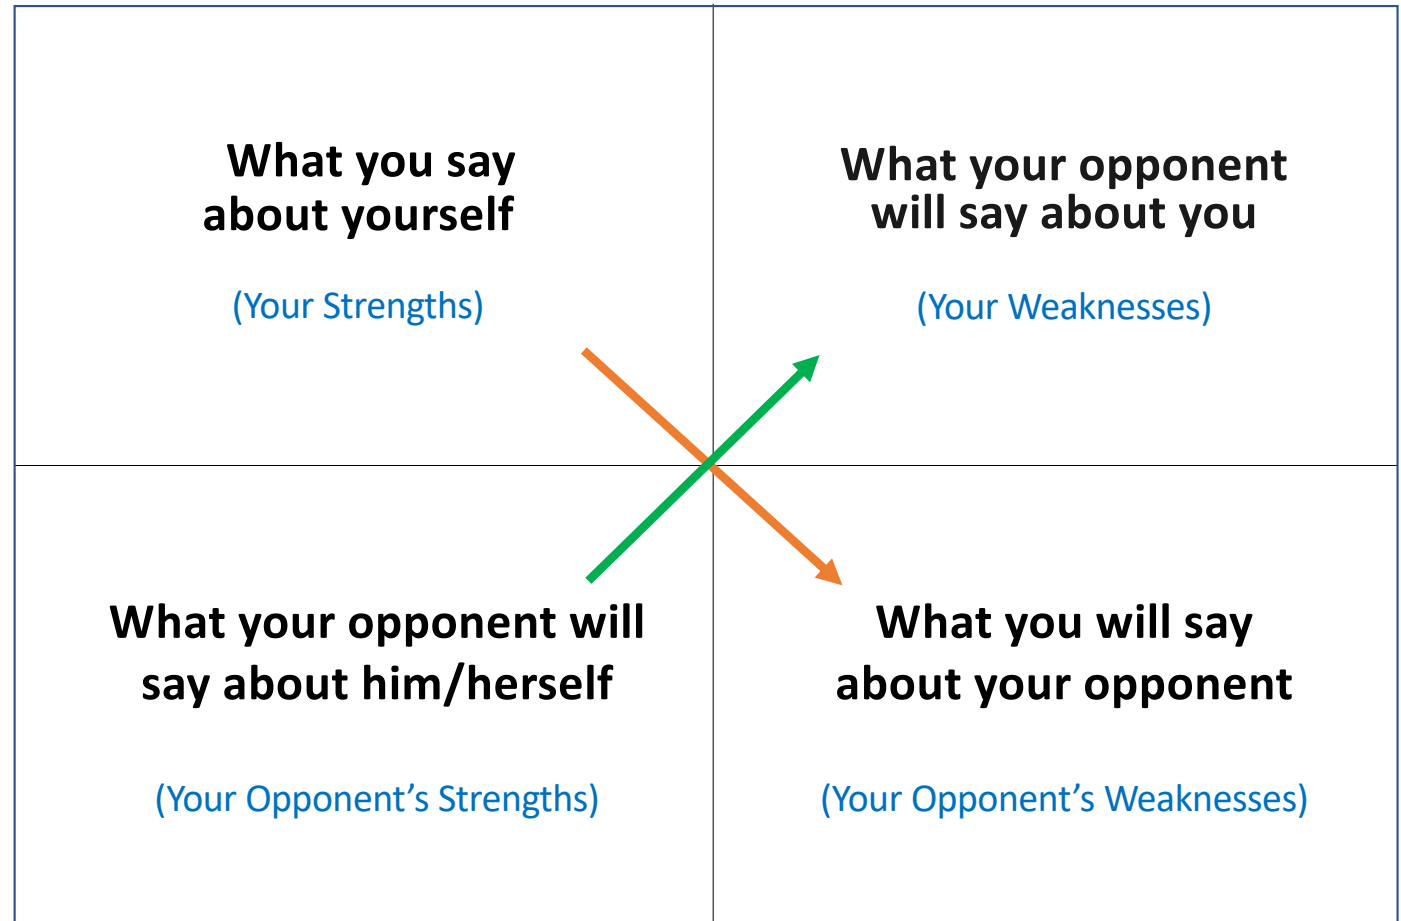 What you say
about yourself
(Your Strengths)
What your opponent
will say about you
(Your Weaknesses)
What your opponent will
say about him/herself
(Your Opponent’s Strengths)
What you will say
about your opponent
(Your Opponent’s Weaknesses)